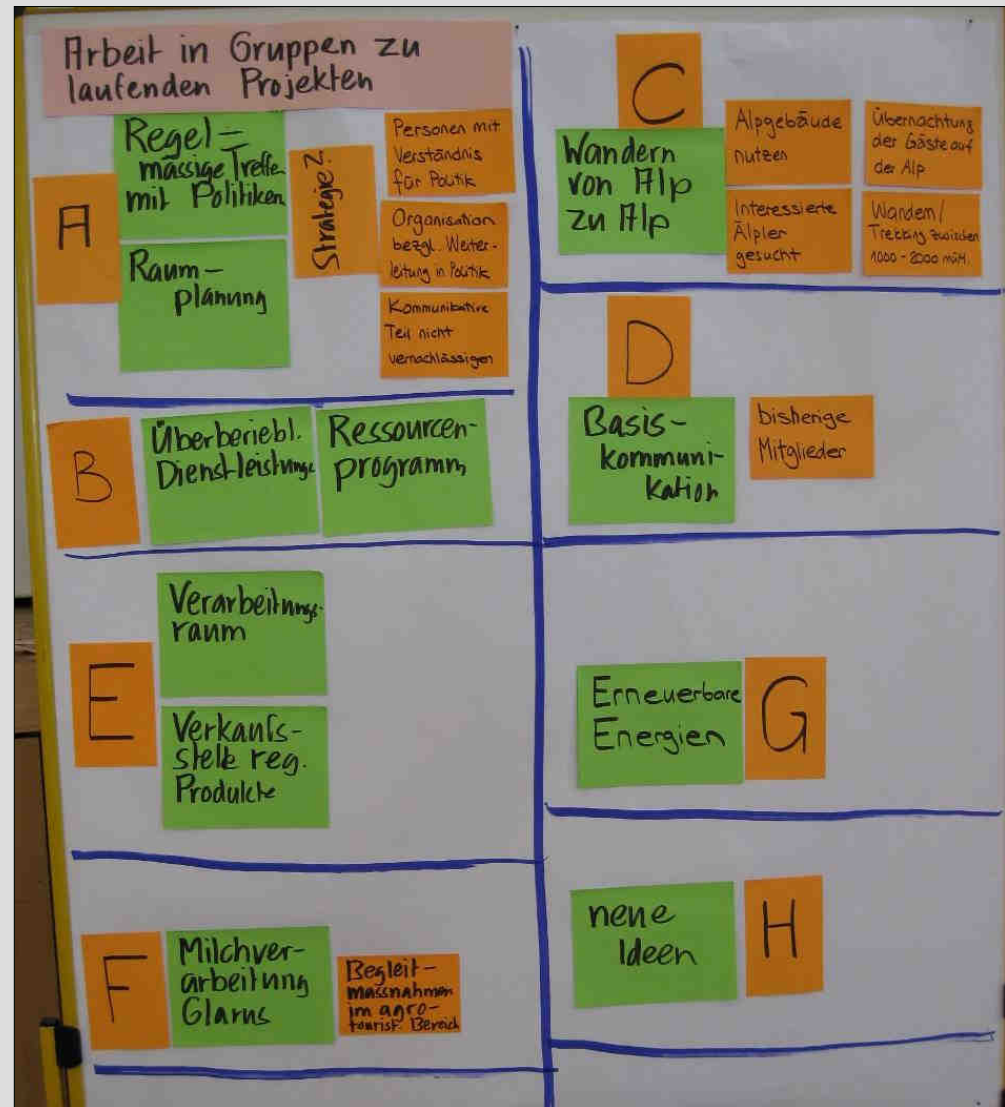 Arbeit in Gruppen zu
laufenden Projekten
A
Regel-
mässige Treffe
mit Politiken
Raum-
planung
Strategie?
Personen mit
Verständnis
für Politik
Organisation
bezgl. Weiter-
leitung in Politik
Kommunikative
Teil nicht
vernachlässigen
B
Überberiebl.
Dienstleistunge
Ressourcen-
programm
E
Verarbeitungs-
raum
Verkaufs-
stelle reg.
Produkte
F
Milchver-
arbeitung
Glarus
Begleit-
massnahmen
im agro-
tourist. Bereich
C
Wandern
von Alp
zu Alp
Alpgebäude
nutzen
Übernachtung
der Gäste auf
der Alp
Interessierte
Älpler
gesucht
Wandern/
Trekking zwischen
1000-2000 müM.
D
Basis-
kommuni-
kation
bisherige
Mitglieder
Erneuerbare
Energien
G
neue
Ideen
H